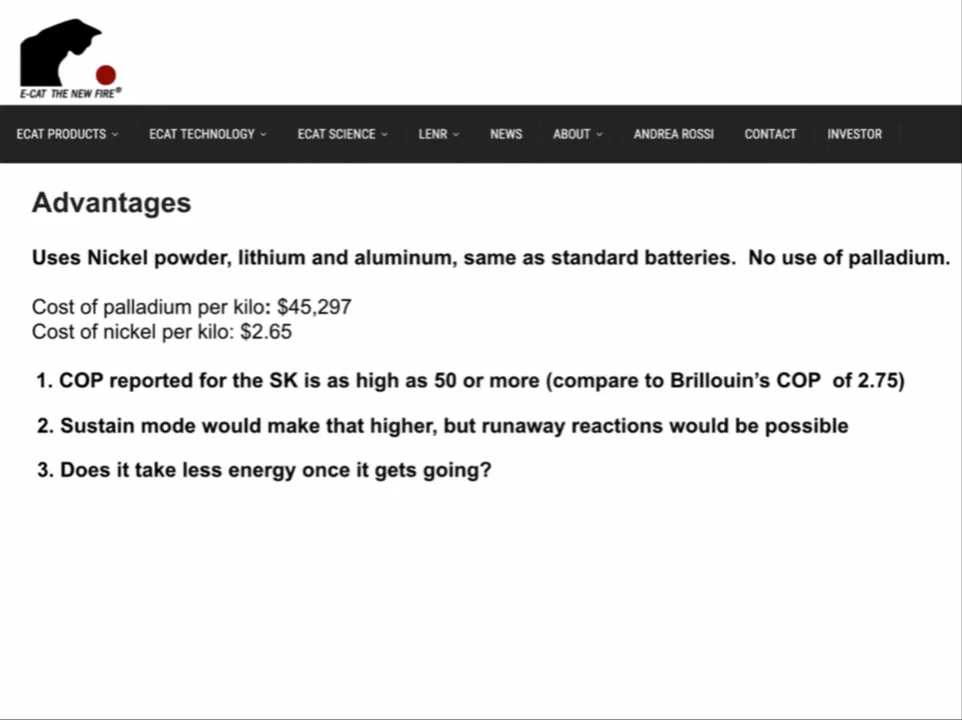 E-CAT THE NEW FIRE®
ECAT PRODUCTS ECAT TECHNOLOGY ECAT SCIENCE LENR NEWS ABOUT ANDREA ROSSI CONTACT INVESTOR
Advantages
Uses Nickel powder, lithium and aluminum, same as standard batteries. No use of palladium.
Cost of palladium per kilo: $45,297
Cost of nickel per kilo: $2.65
1. COP reported for the SK is as high as 50 or more (compare to Brillouin's COP of 2.75)
2. Sustain mode would make that higher, but runaway reactions would be possible
3. Does it take less energy once it gets going?